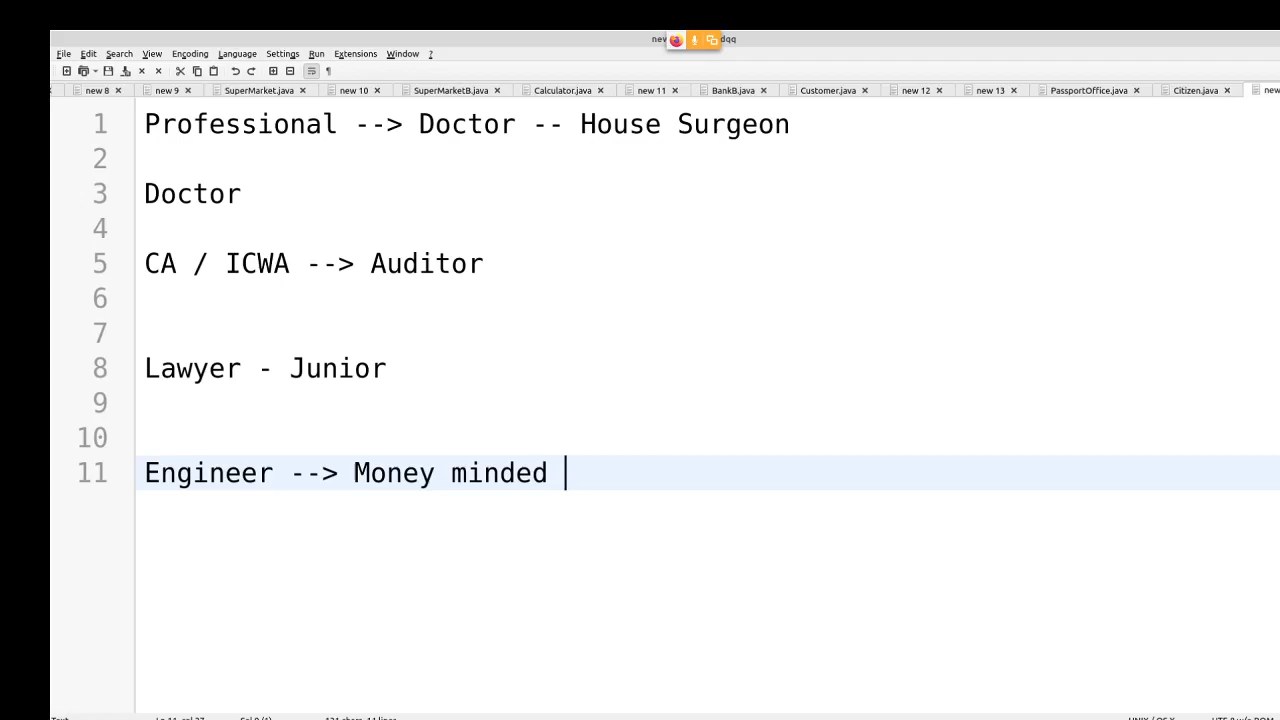 new dqq
File Edit Search View Encoding Language Settings Run Extensions Window ?
new 8 new 9 SuperMarket.java new 10 SuperMarketB.java Calculator.java new 11 BankB.java Customer.java new 12 new 13 PassportOffice.java Citizen.java new
1 Professional --> Doctor -- House Surgeon
2
3 Doctor
4
5 CA / ICWA --> Auditor
6
7
8 Lawyer - Junior
9
10
11 Engineer --> Money minded